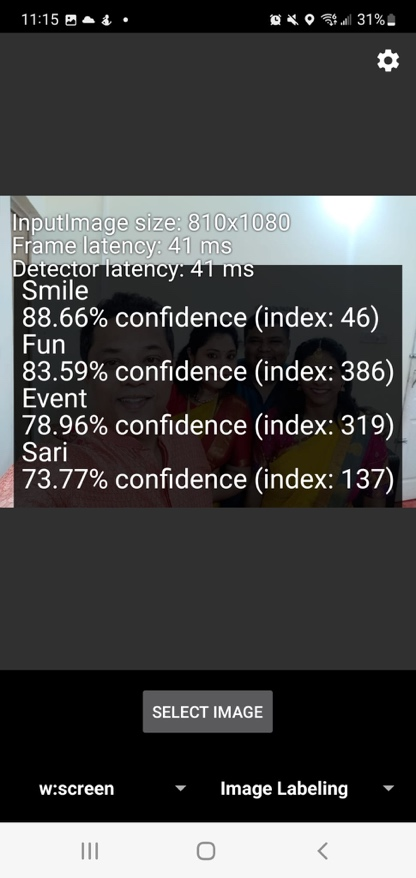 11:15
31%
InputImage size: 810x1080
Frame latency: 41 ms
Detector latency: 41 ms
Smile
88.66% confidence (index: 46)
Fun
83.59% confidence (index: 386)
Event
78.96% confidence (index: 319)
Sari
73.77% confidence (index: 137)
SELECT IMAGE
w:screen
Image Labeling